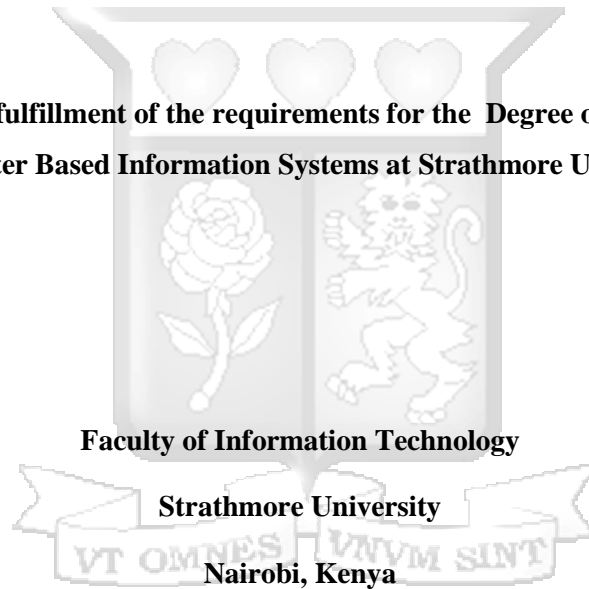 fulfillment of the requirements for the Degree o
ter Based Information Systems at Strathmore U
Faculty of Information Technology
Strathmore University
VT OMNES VNVM SINT
Nairobi, Kenya